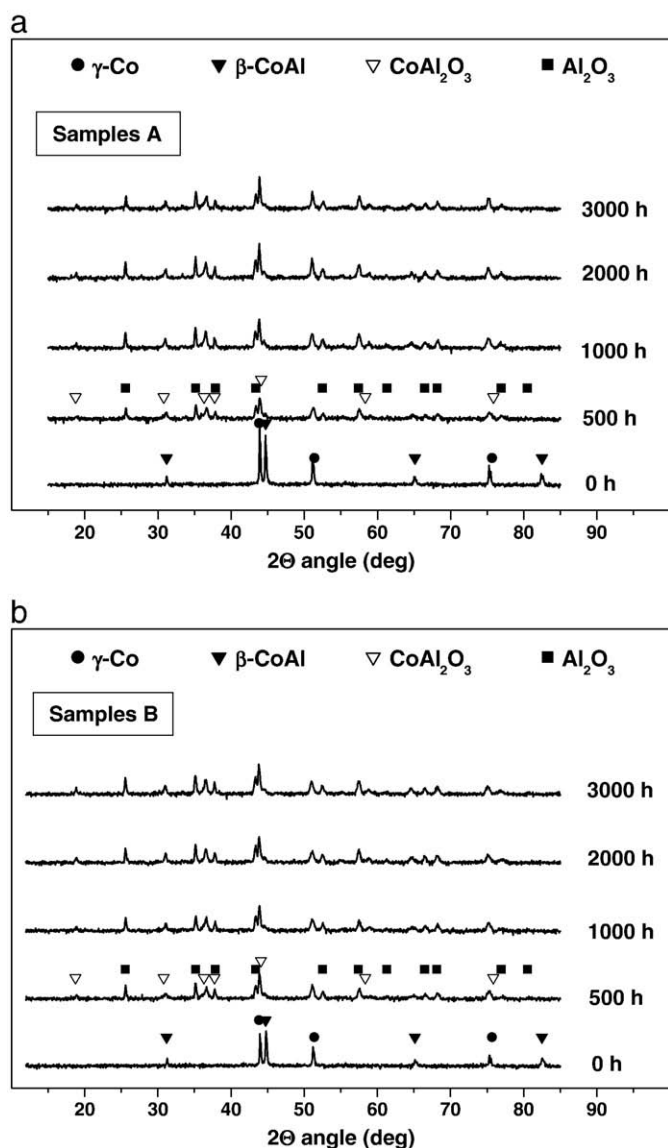 a
● γ-Co ▼ β-CoAl ▽ CoAl₂O₃ ■ Al₂O₃
Samples A
3000 h
2000 h
1000 h
500 h
0 h
20 30 40 50 60 70 80 90
2Θ angle (deg)
b
● γ-Co ▼ β-CoAl ▽ CoAl₂O₃ ■ Al₂O₃
Samples B
3000 h
2000 h
1000 h
500 h
0 h
20 30 40 50 60 70 80 90
2Θ angle (deg)